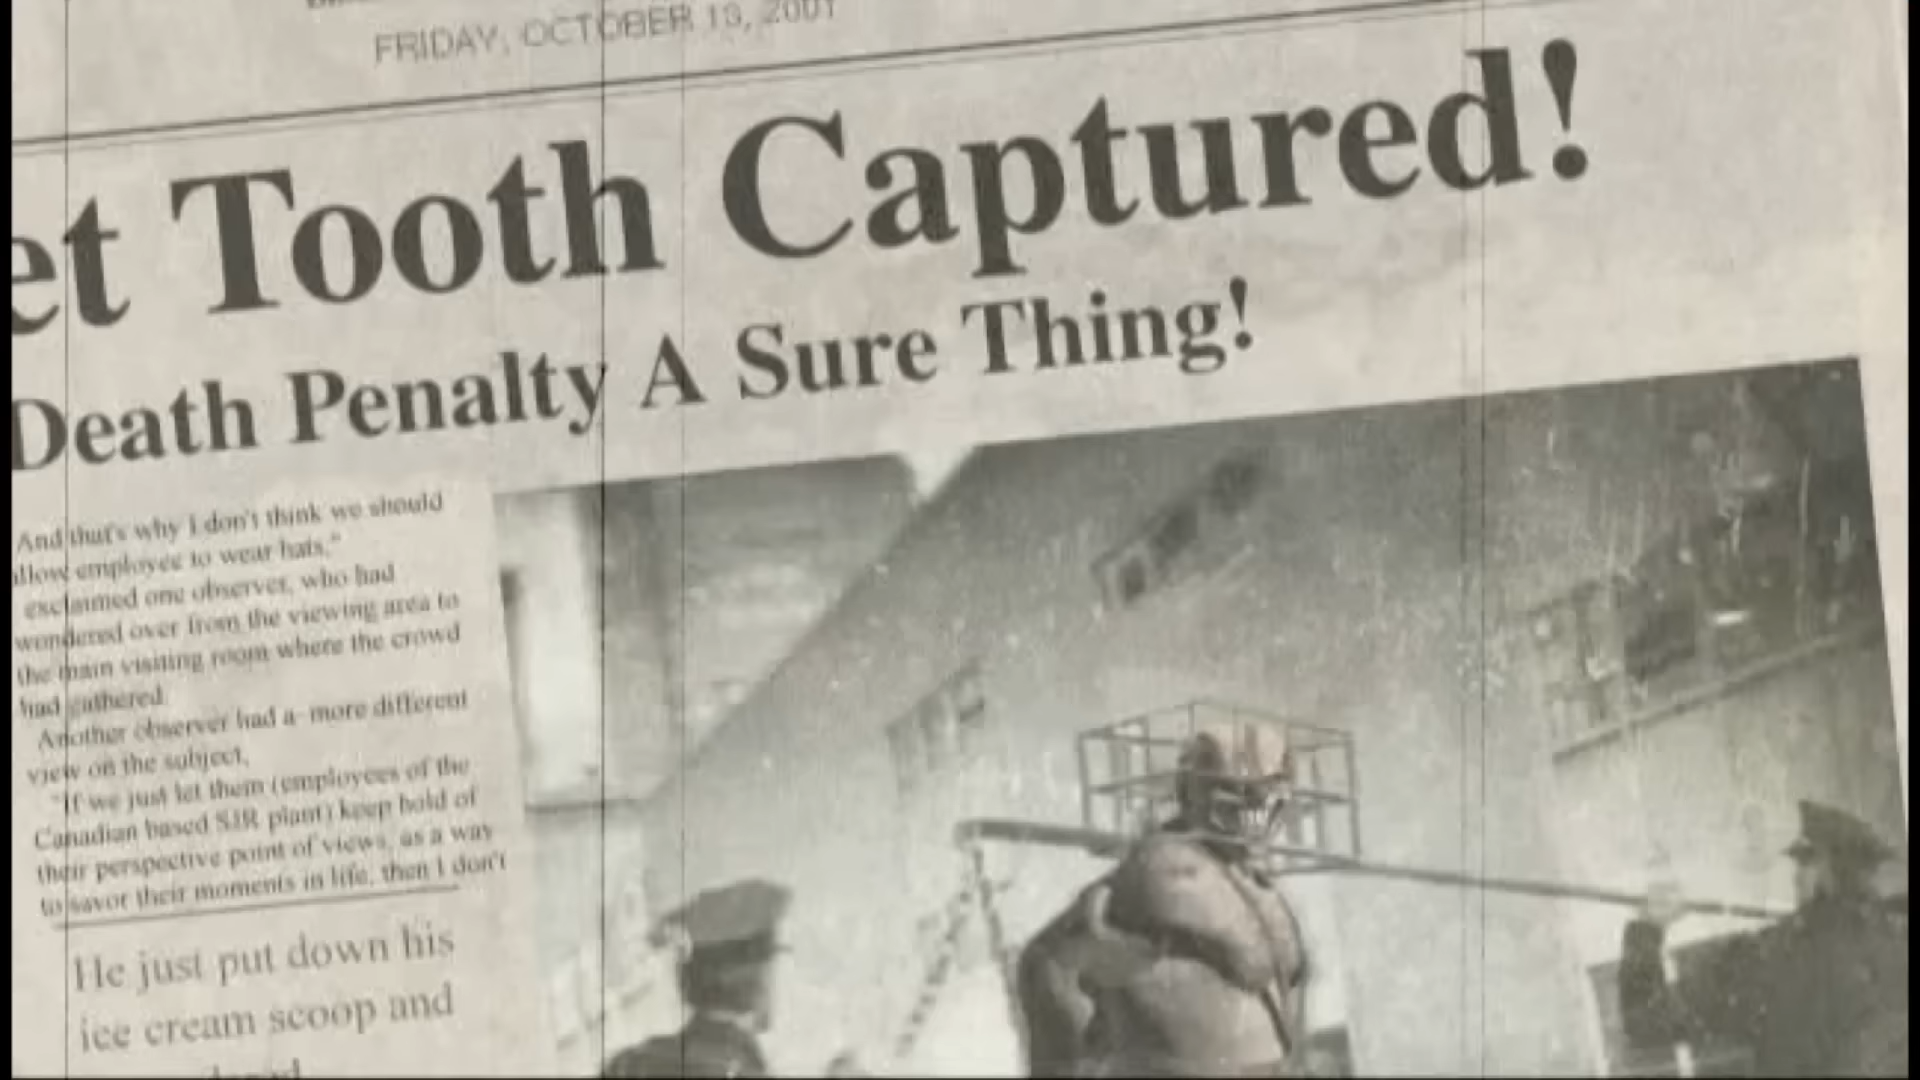 FRIDAY, OCTOBER 13, 2001
et Tooth Captured!
Death Penalty A Sure Thing!
And that's why I don't think we should
allow employee to wear hats,"
exclaimed one observer, who had
wondered over from the viewing area to
the main visiting room where the crowd
had gathered.
Another observer had a more different
view on the subject,
"If we just let them (employees of the
Canadian based SJR plant) keep hold of
their perspective point of views, as a way
to savor their moments in life, then I don't
He just put down his
ice cream scoop and